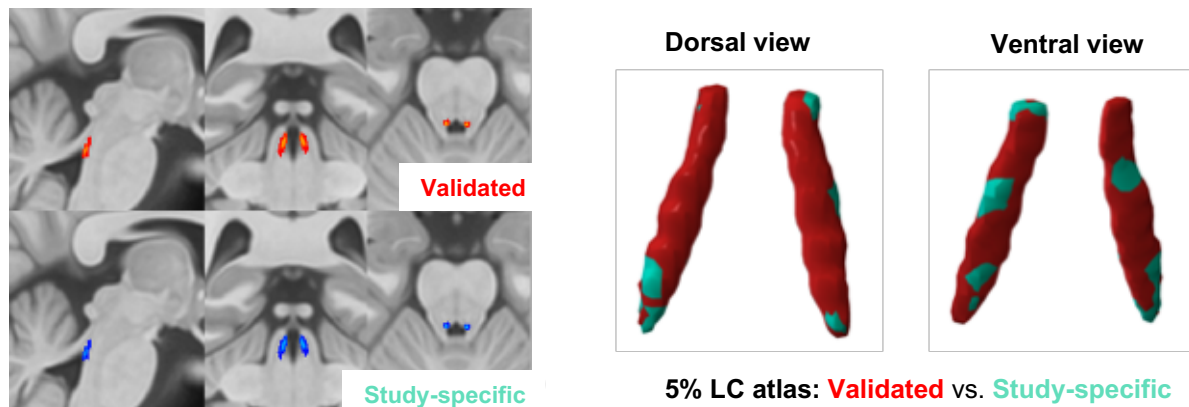 Validated
Study-specific
Dorsal view
Ventral view
5% LC atlas: Validated vs. Study-specific